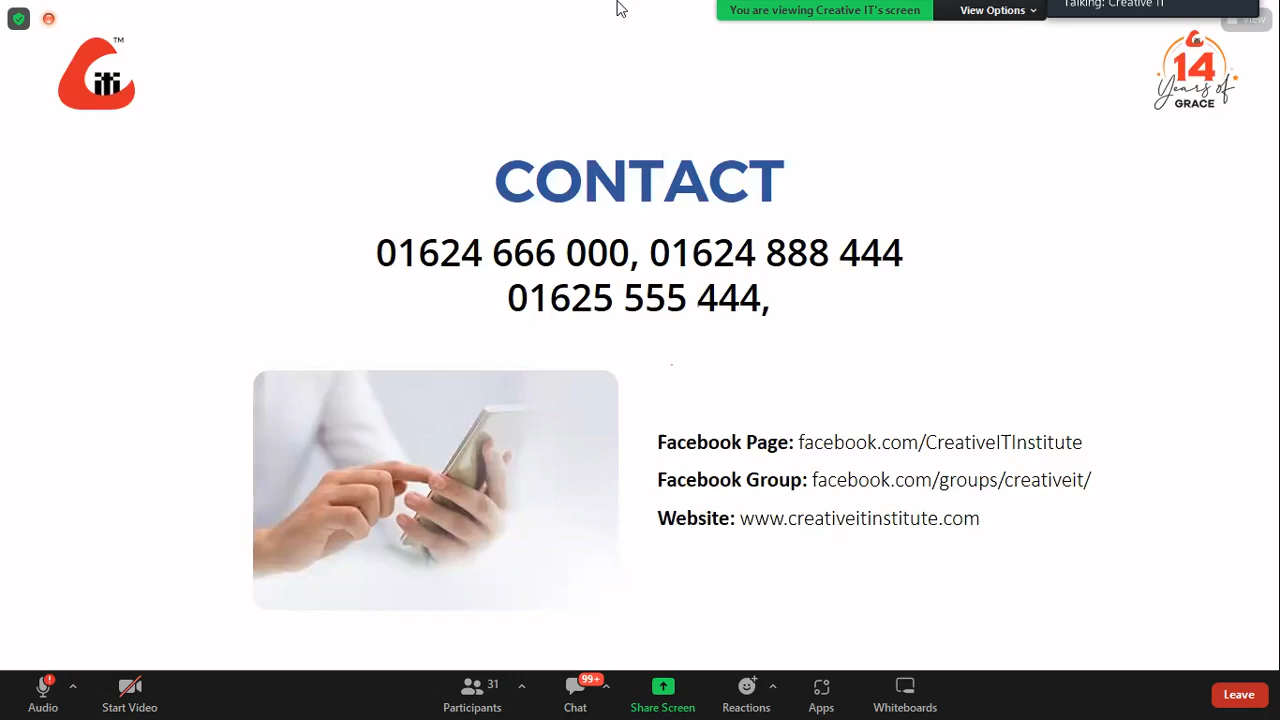 You are viewing Creative IT's screen
View Options
Talking: Creative IT
View
TM
iti
14
Years of
GRACE
CONTACT
01624 666 000, 01624 888 444
01625 555 444,
Facebook Page: facebook.com/CreativeITInstitute
Facebook Group: facebook.com/groups/creativeit/
Website: www.creativeitinstitute.com
Audio
Start Video
31
Participants
99+
Chat
Share Screen
Reactions
Apps
Whiteboards
Leave